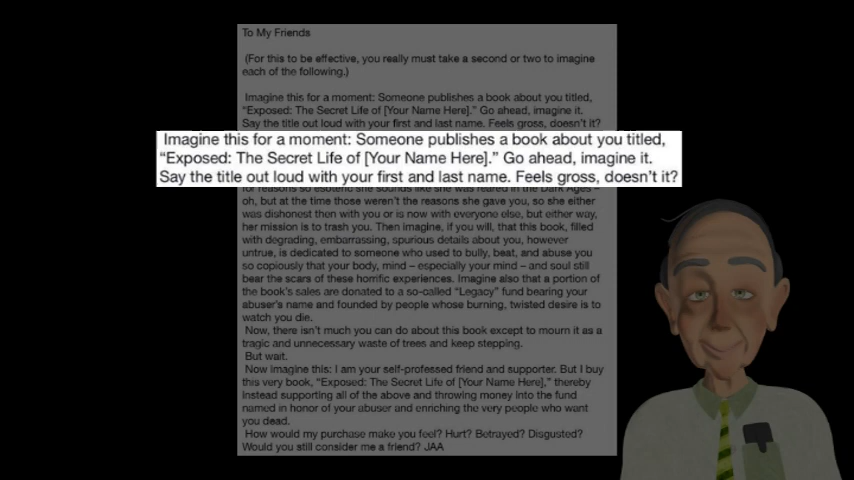 To My Friends
(For this to be effective, you really must take a second or two to imagine
each of the following.)
Imagine this for a moment: Someone publishes a book about you titled,
“Exposed: The Secret Life of [Your Name Here].” Go ahead, imagine it.
Say the title out loud with your first and last name. Feels gross, doesn’t it?
Imagine this for a moment: Someone publishes a book about you titled,
“Exposed: The Secret Life of [Your Name Here].” Go ahead, imagine it.
Say the title out loud with your first and last name. Feels gross, doesn’t it?
for reasons so esoteric she sounds like she was reared in the Dark Ages –
oh, but at the time those weren’t the reasons she gave you, so she either
was dishonest then with you or is now with everyone else, but either way,
her mission is to trash you. Then imagine, if you will, that this book, filled
with degrading, embarrassing, spurious details about you, however
untrue, is dedicated to someone who used to bully, beat, and abuse you
so copiously that your body, mind – especially your mind – and soul still
bear the scars of these horrific experiences. Imagine also that a portion of
the book’s sales are donated to a so-called “Legacy” fund bearing your
abuser’s name and founded by people whose burning, twisted desire is to
watch you die.
Now, there isn’t much you can do about this book except to mourn it as a
tragic and unnecessary waste of trees and keep stepping.
But wait.
Now imagine this: I am your self-professed friend and supporter. But I buy
this very book, “Exposed: The Secret Life of [Your Name Here],” thereby
instead supporting all of the above and throwing money into the fund
named in honor of your abuser and enriching the very people who want
you dead.
How would my purchase make you feel? Hurt? Betrayed? Disgusted?
Would you still consider me a friend? JAA